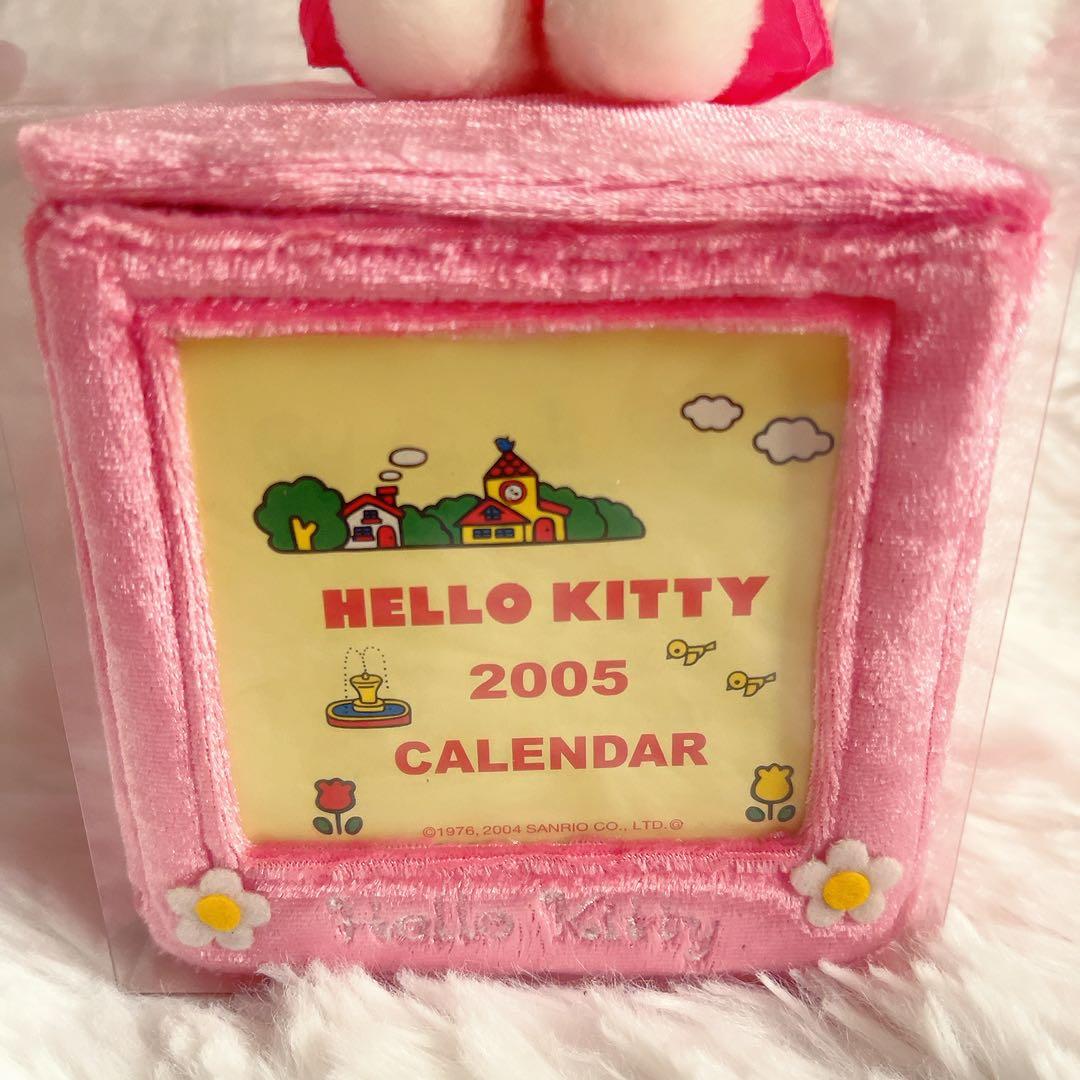 HELLO KITTY
2005
CALENDAR
©1976, 2004 SANRIO CO., LTD.®
Hello Kitty